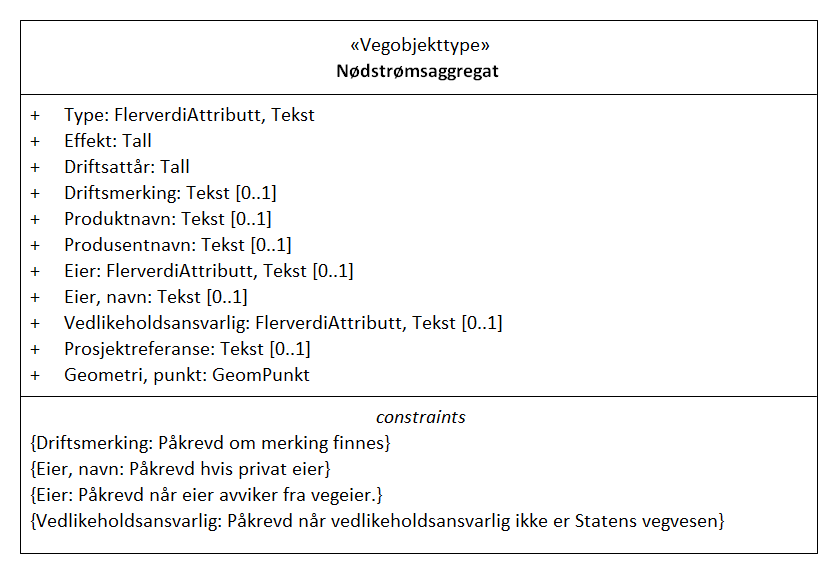 «Vegobjekttype»
Nødstrømsaggregat
+ Type: FlerverdiAttributt, Tekst
+ Effekt: Tall
+ Driftsattår: Tall
+ Driftsmerking: Tekst [0..1]
+ Produktnavn: Tekst [0..1]
+ Produsentnavn: Tekst [0..1]
+ Eier: FlerverdiAttributt, Tekst [0..1]
+ Eier, navn: Tekst [0..1]
+ Vedlikeholdsansvarlig: FlerverdiAttributt, Tekst [0..1]
+ Prosjektreferanse: Tekst [0..1]
+ Geometri, punkt: GeomPunkt
constraints
{Driftsmerking: Påkrevd om merking finnes}
{Eier, navn: Påkrevd hvis privat eier}
{Eier: Påkrevd når eier avviker fra vegeier.}
{Vedlikeholdsansvarlig: Påkrevd når vedlikeholdsansvarlig ikke er Statens vegvesen}